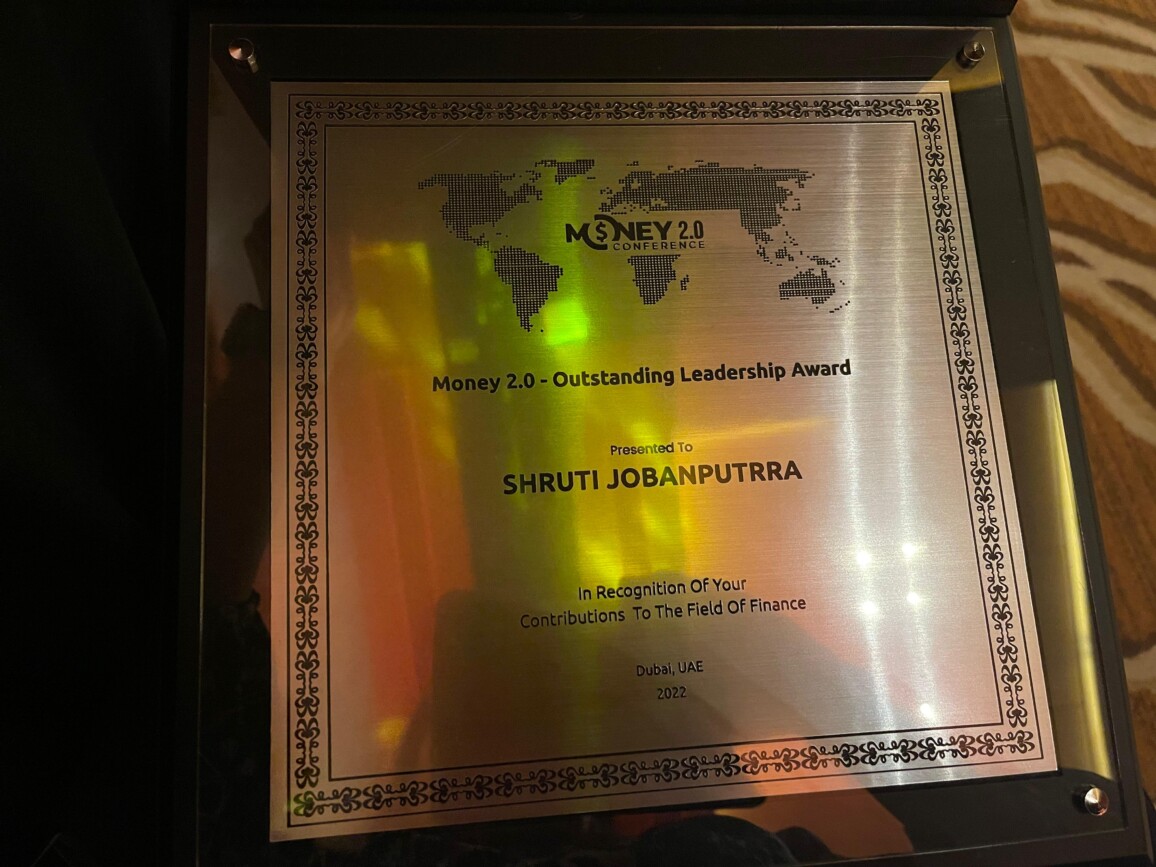 MONEY 2.0
CONFERENCE
Money 2.0 - Outstanding Leadership Award
Presented To
SHRUTI JOBANPUTRRA
In Recognition Of Your
Contributions To The Field Of Finance
Dubai, UAE
2022